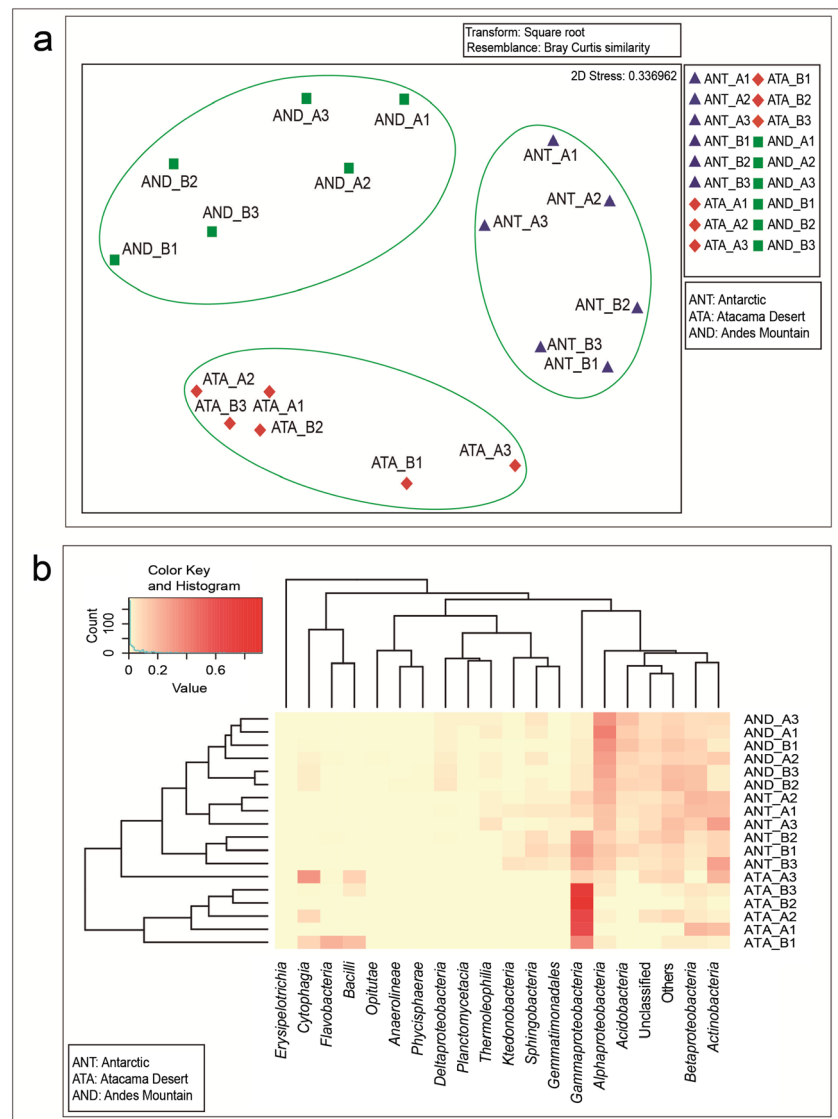 a
Transform: Square root
Resemblance: Bray Curtis similarity
2D Stress: 0.336962
AND_A3
AND_A1
AND_B2
AND_A2
AND_B3
AND_B1
ANT_A1
ANT_A2
ANT_A3
ANT_B2
ANT_B3
ANT_B1
ATA_A2
ATA_B3
ATA_A1
ATA_B2
ATA_B1
ATA_A3
ANT_A1 ATA_B1
ANT_A2 ATA_B2
ANT_A3 ATA_B3
ANT_B1 AND_A1
ANT_B2 AND_A2
ANT_B3 AND_A3
ATA_A1 AND_B1
ATA_A2 AND_B2
ATA_A3 AND_B3
ANT: Antarctic
ATA: Atacama Desert
AND: Andes Mountain
b
Color Key
and Histogram
Count
0 100
0 0.2 0.6
Value
AND_A3
AND_A1
AND_B1
AND_A2
AND_B3
AND_B2
ANT_A2
ANT_A1
ANT_A3
ANT_B2
ANT_B1
ANT_B3
ATA_A3
ATA_B3
ATA_B2
ATA_A2
ATA_A1
ATA_B1
Erysipelotrichia
Cytophagia
Flavobacteria
Bacilli
Opitutae
Anaerolineae
Phycisphaerae
Deltaproteobacteria
Planctomycetacia
Thermoleophilia
Ktedonobacteria
Sphingobacteria
Gemmatimonadales
Gammaproteobacteria
Alphaproteobacteria
Acidobacteria
Unclassified
Others
Betaproteobacteria
Actinobacteria
ANT: Antarctic
ATA: Atacama Desert
AND: Andes Mountain